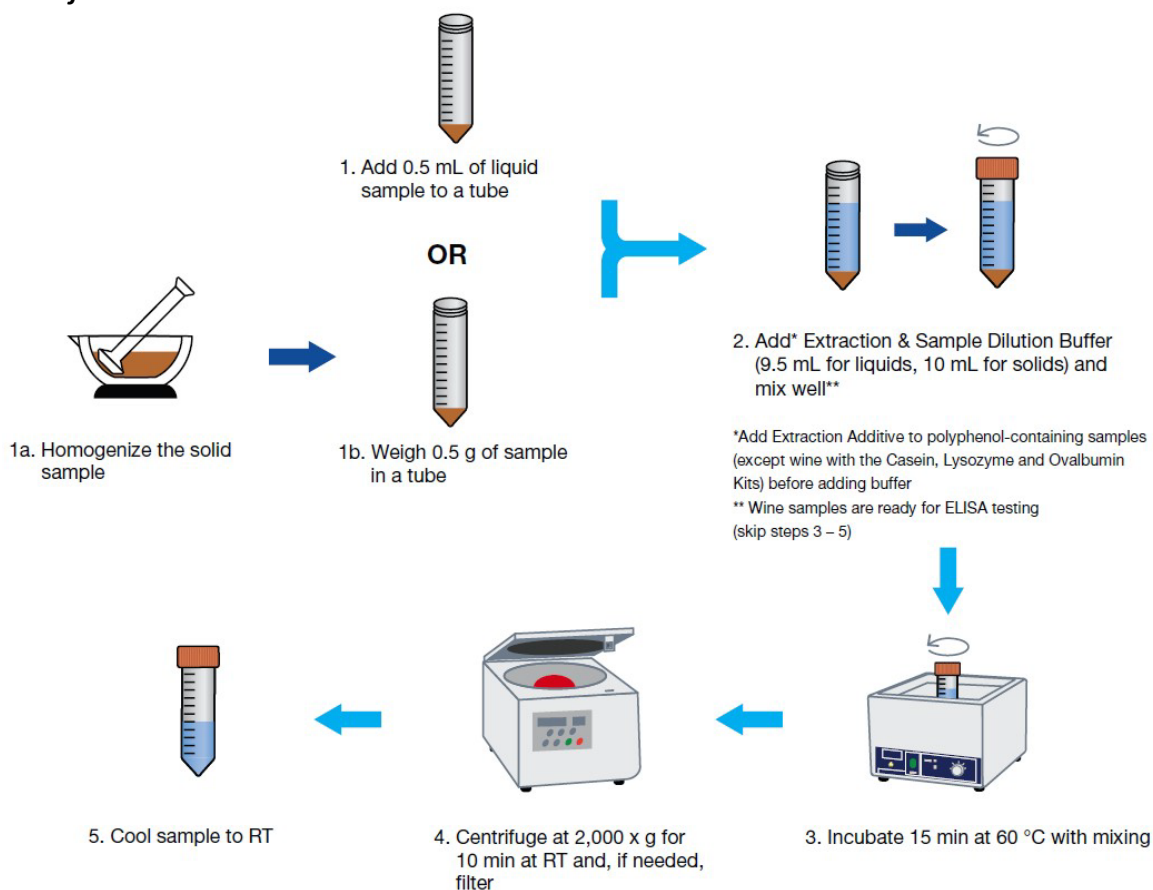 1. Add 0.5 mL of liquid
sample to a tube
OR
1a. Homogenize the solid
sample
1b. Weigh 0.5 g of sample
in a tube
2. Add* Extraction & Sample Dilution Buffer
(9.5 mL for liquids, 10 mL for solids) and
mix well**
*Add Extraction Additive to polyphenol-containing samples
(except wine with the Casein, Lysozyme and Ovalbumin
Kits) before adding buffer
** Wine samples are ready for ELISA testing
(skip steps 3 – 5)
5. Cool sample to RT
4. Centrifuge at 2,000 x g for
10 min at RT and, if needed,
filter
3. Incubate 15 min at 60 °C with mixing